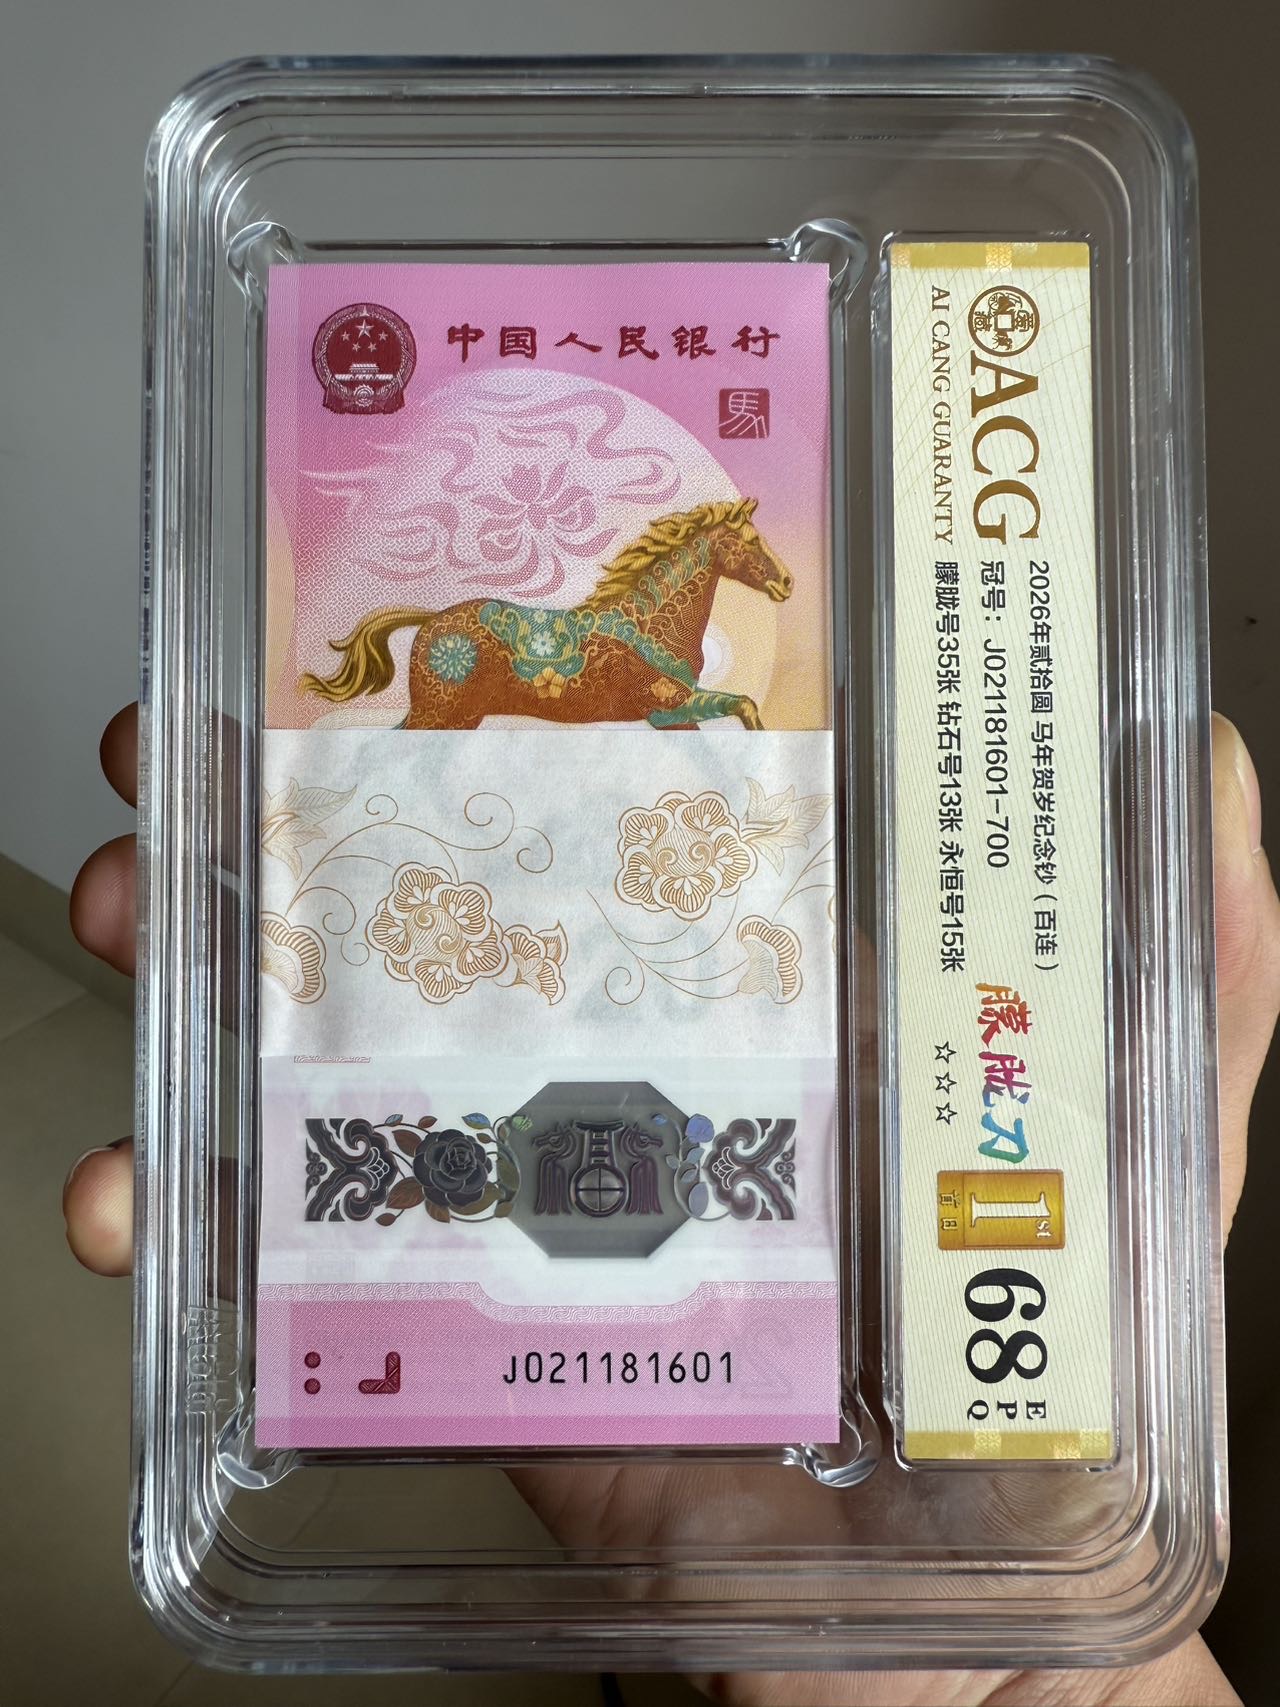 中国人民银行
馬
J021181601
ACG
AI CANG GUARANTY
2026年贰拾圆 马年贺岁纪念钞（百连）
冠号：J021181601-700
朦胧号35张 钻石号13张 永恒号15张
朦胧刀
☆☆☆
1st
首日
68
EPQ